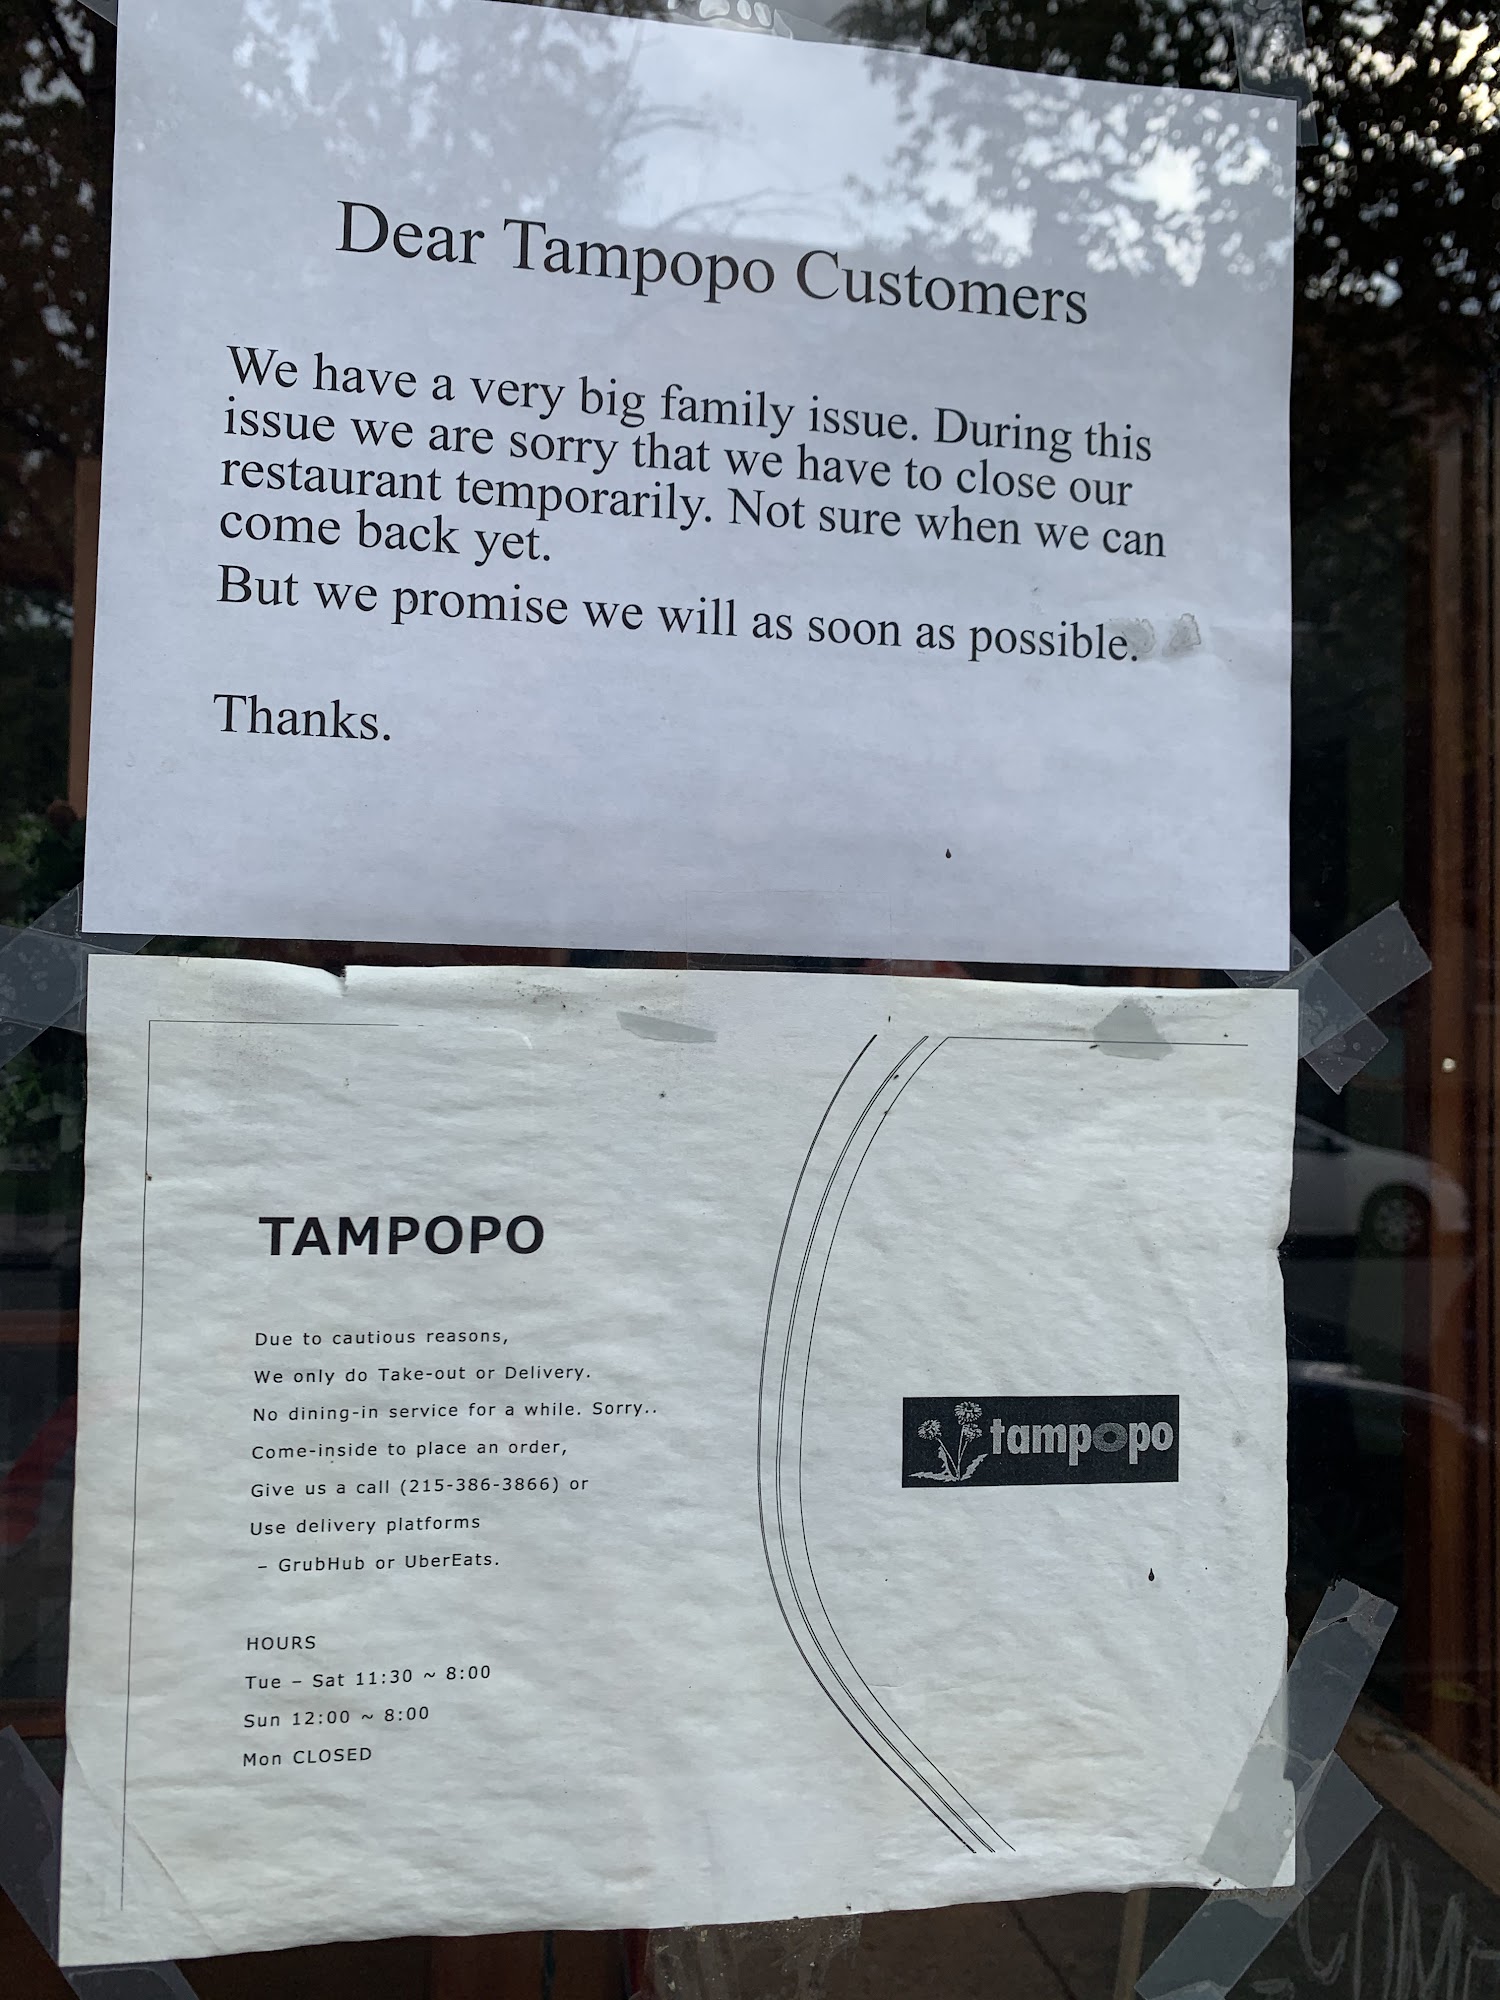 Dear Tampopo Customers
We have a very big family issue. During this
issue we are sorry that we have to close our
restaurant temporarily. Not sure when we can
come back yet.
But we promise we will as soon as possible.
Thanks.
TAMPOPO
Due to cautious reasons,
We only do Take-out or Delivery.
No dining-in service for a while. Sorry..
Come-inside to place an order,
Give us a call (215-386-3866) or
Use delivery platforms
– GrubHub or UberEats.
HOURS
Tue – Sat 11:30 ~ 8:00
Sun 12:00 ~ 8:00
Mon CLOSED
tampopo